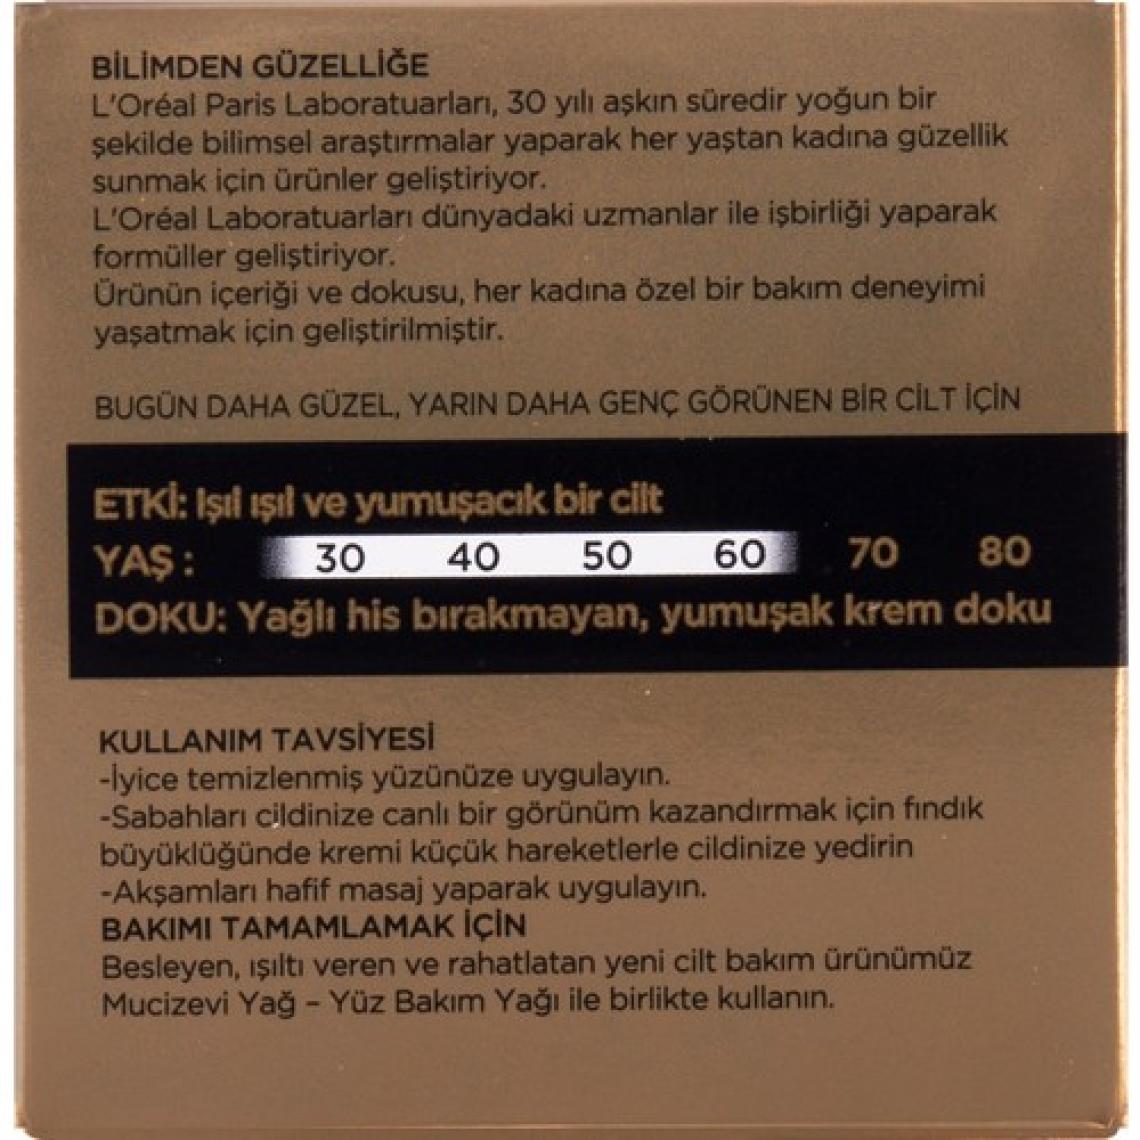 BİLİMDEN GÜZELLİĞE
L'Oréal Paris Laboratuarları, 30 yılı aşkın süredir yoğun bir
şekilde bilimsel araştırmalar yaparak her yaştan kadına güzellik
sunmak için ürünler geliştiriyor.
L'Oréal Laboratuarları dünyadaki uzmanlar ile işbirliği yaparak
formüller geliştiriyor.
Ürünün içeriği ve dokusu, her kadına özel bir bakım deneyimi
yaşatmak için geliştirilmiştir.
BUGÜN DAHA GÜZEL, YARIN DAHA GENÇ GÖRÜNEN BİR CİLT İÇİN
ETKİ: Işıl ışıl ve yumuşacık bir cilt
YAŞ : 30 40 50 60 70 80
DOKU: Yağlı his bırakmayan, yumuşak krem doku
KULLANIM TAVSİYESİ
-İyice temizlenmiş yüzünüze uygulayın.
-Sabahları cildinize canlı bir görünüm kazandırmak için fındık
büyüklüğünde kremi küçük hareketlerle cildinize yedirin
-Akşamları hafif masaj yaparak uygulayın.
BAKIMI TAMAMLAMAK İÇİN
Besleyen, ışıltı veren ve rahatlatan yeni cilt bakım ürünümüz
Mucizevi Yağ – Yüz Bakım Yağı ile birlikte kullanın.